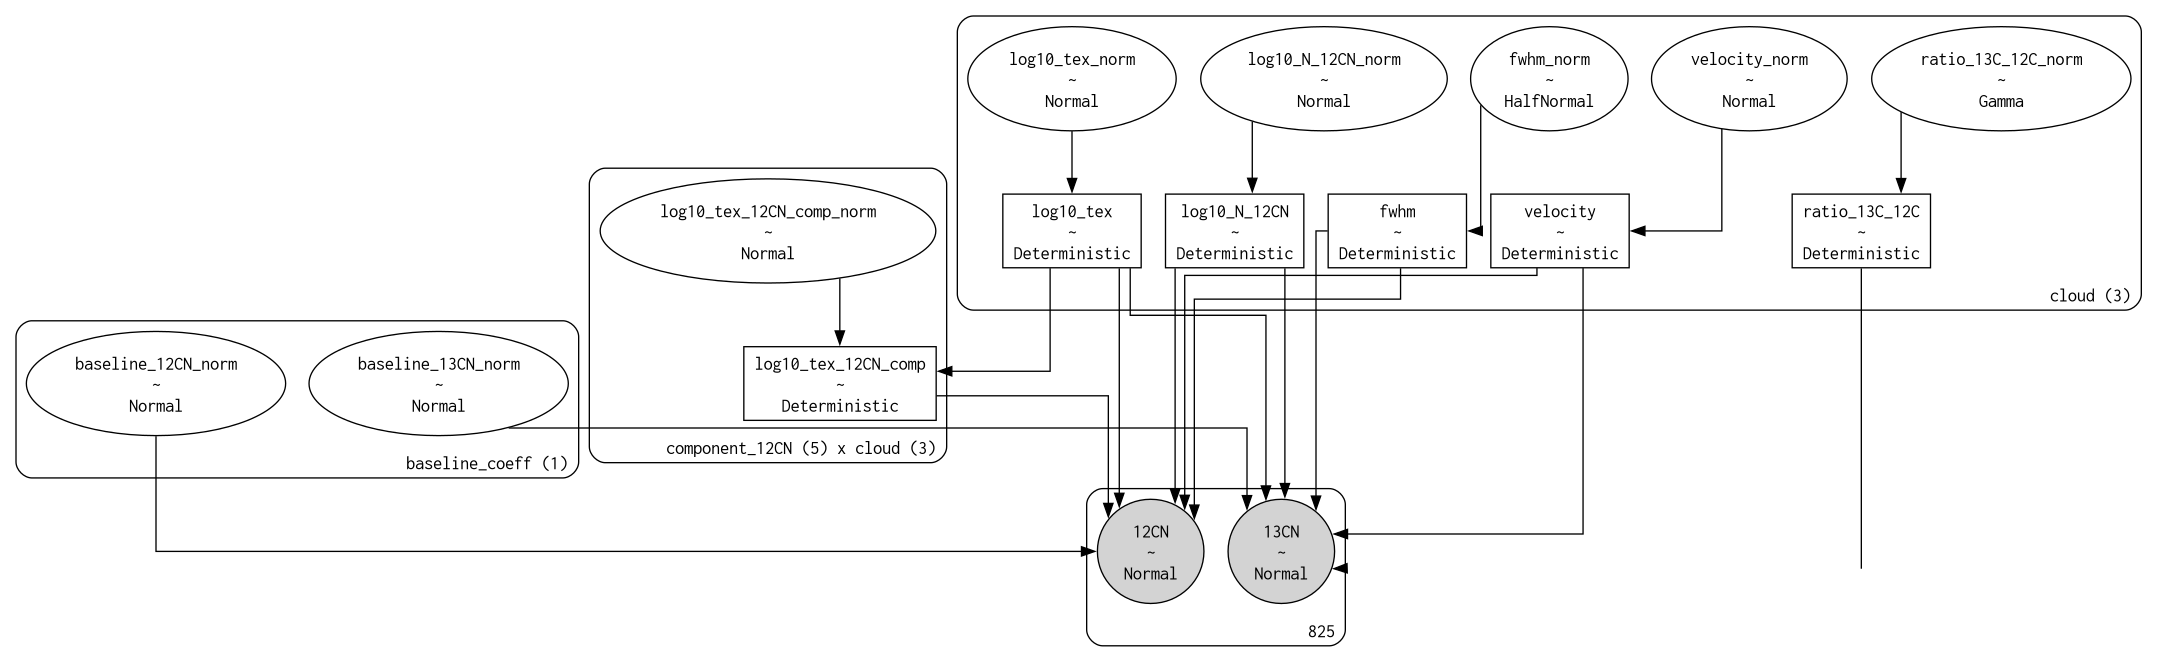 log10_tex_norm
~
Normal
log10_N_12CN_norm
~
Normal
fwhm_norm
~
HalfNormal
velocity_norm
~
Normal
ratio_13C_12C_norm
~
Gamma
log10_tex
~
Deterministic
log10_N_12CN
~
Deterministic
fwhm
~
Deterministic
velocity
~
Deterministic
ratio_13C_12C
~
Deterministic
cloud (3)
log10_tex_12CN_comp_norm
~
Normal
log10_tex_12CN_comp
~
Deterministic
component_12CN (5) x cloud (3)
baseline_12CN_norm
~
Normal
baseline_13CN_norm
~
Normal
baseline_coeff (1)
12CN
~
Normal
13CN
~
Normal
825